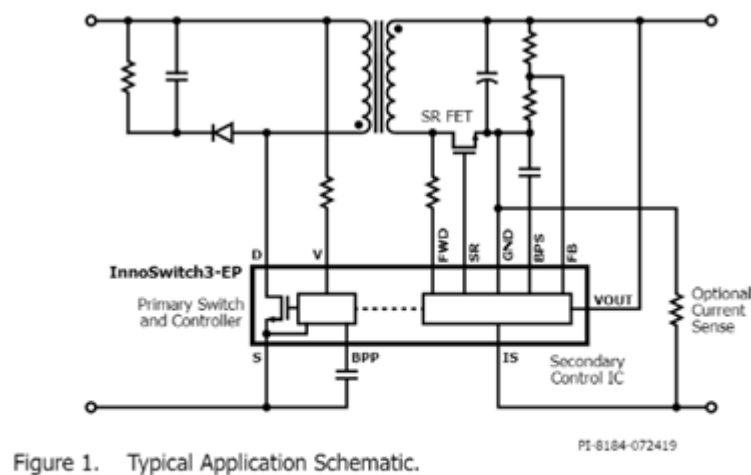 SR FET
D
V
FWD
SR
GND
BPS
FB
InnoSwitch3-EP
VOUT
Primary Switch
and Controller
Optional
Current
Sense
S
BPP
IS
Secondary
Control IC
PI-8184-072419
Figure 1. Typical Application Schematic.